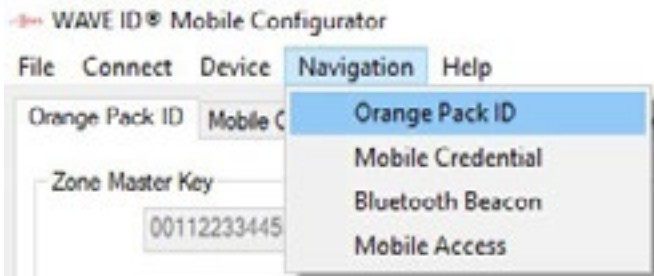 WAVE ID® Mobile Configurator
File Connect Device Navigation Help
Orange Pack ID Mobile C
Orange Pack ID
Mobile Credential
Bluetooth Beacon
Mobile Access
Zone Master Key
00112233445